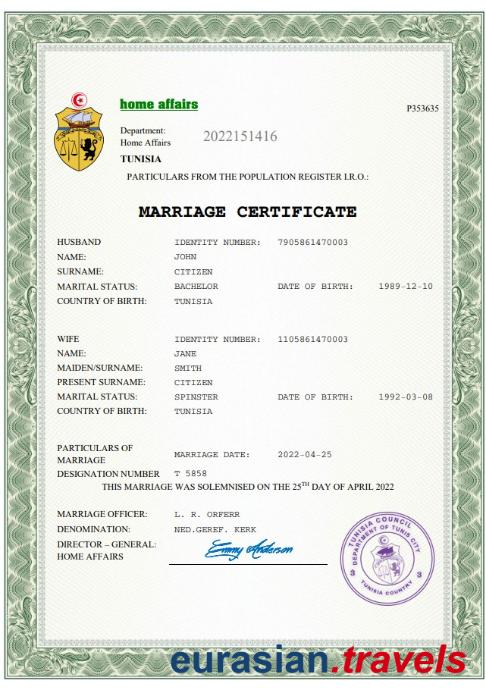 home affairs
P353635
Department:
Home Affairs
2022151416
TUNISIA
PARTICULARS FROM THE POPULATION REGISTER I.R.O.:
MARRIAGE CERTIFICATE
HUSBAND IDENTITY NUMBER: 7905861470003
NAME: JOHN
SURNAME: CITIZEN
MARITAL STATUS: BACHELOR DATE OF BIRTH: 1989-12-10
COUNTRY OF BIRTH: TUNISIA
WIFE IDENTITY NUMBER: 1105861470003
NAME: JANE
MAIDEN/SURNAME: SMITH
PRESENT SURNAME: CITIZEN
MARITAL STATUS: SPINSTER DATE OF BIRTH: 1992-03-08
COUNTRY OF BIRTH: TUNISIA
PARTICULARS OF
MARRIAGE MARRIAGE DATE: 2022-04-25
DESIGNATION NUMBER T 5858
THIS MARRIAGE WAS SOLEMNISED ON THE 25TH DAY OF APRIL 2022
MARRIAGE OFFICER: L. R. ORFERR
DENOMINATION: NED.GEREF. KERK
DIRECTOR – GENERAL:
HOME AFFAIRS
Emmy Anderson
TUNISIA COUNCIL
DEPARTMENT OF TUNIS CITY
TUNISIA COUNTRY
eurasian.travels